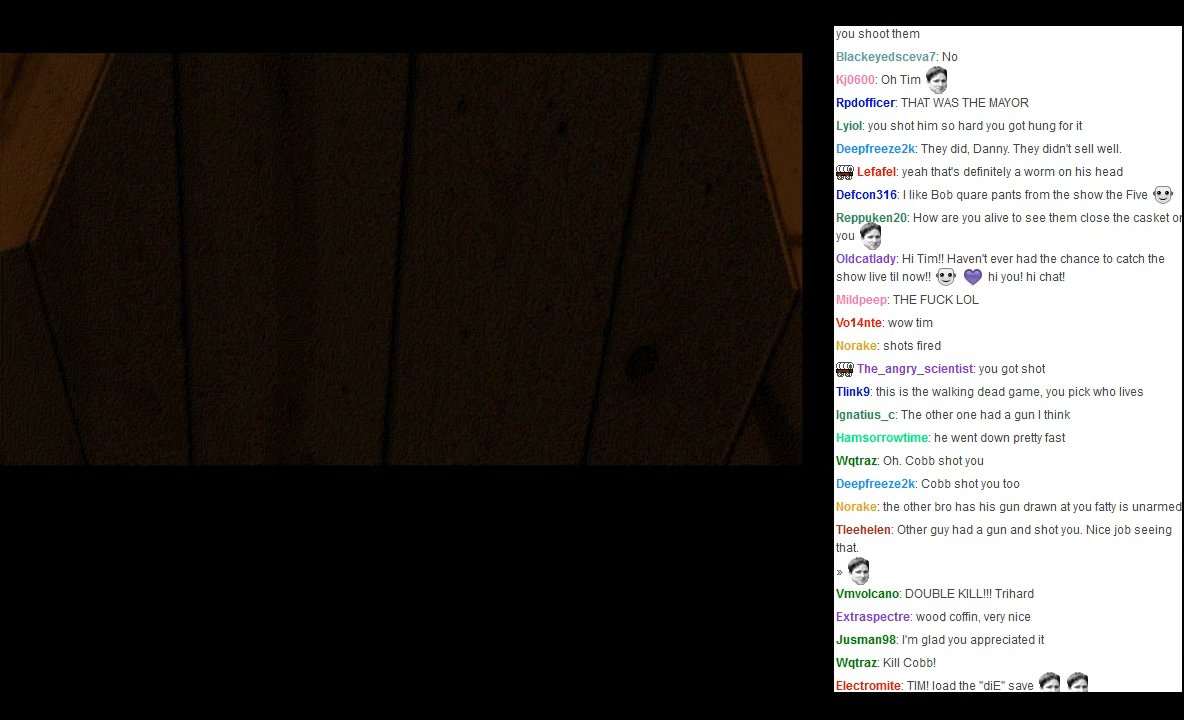 you shoot them
Blackeyedsceva7: No
Kj0600: Oh Tim
Rpdofficer: THAT WAS THE MAYOR
Lyiol: you shot him so hard you got hung for it
Deepfreeze2k: They did, Danny. They didn't sell well.
Lefafel: yeah that's definitely a worm on his head
Defcon316: I like Bob quare pants from the show the Five
Reppuken20: How are you alive to see them close the casket on
you
Oldcatlady: Hi Tim!! Haven't ever had the chance to catch the
show live til now!! hi you! hi chat!
Mildpeep: THE FUCK LOL
Vo14nte: wow tim
Norake: shots fired
The_angry_scientist: you got shot
Tlink9: this is the walking dead game, you pick who lives
Ignatius_c: The other one had a gun I think
Hamsorrowtime: he went down pretty fast
Wqtraz: Oh. Cobb shot you
Deepfreeze2k: Cobb shot you too
Norake: the other bro has his gun drawn at you fatty is unarmed
Tleehelen: Other guy had a gun and shot you. Nice job seeing
that.
»
Vmvolcano: DOUBLE KILL!!! Trihard
Extraspectre: wood coffin, very nice
Jusman98: I'm glad you appreciated it
Wqtraz: Kill Cobb!
Electromite: TIM! load the "diE" save